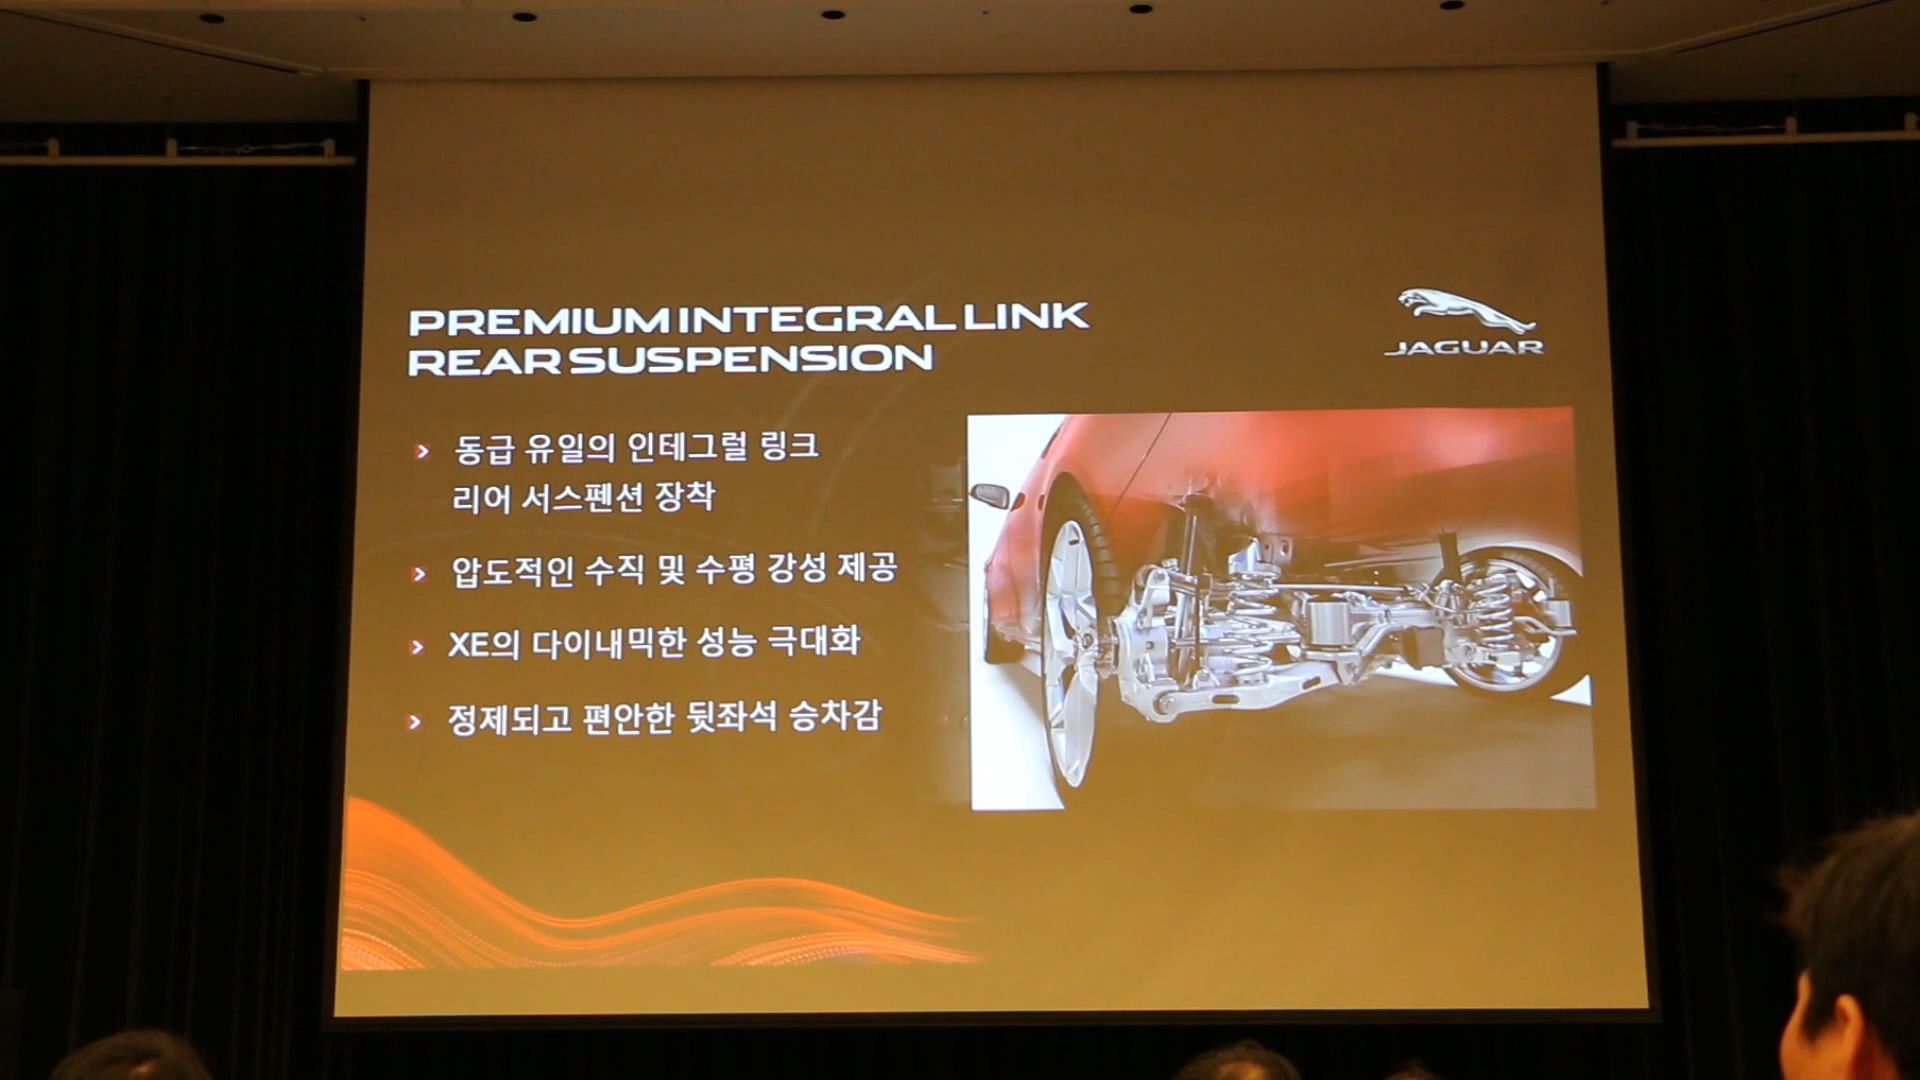 PREMIUM INTEGRAL LINK
REAR SUSPENSION
JAGUAR
동급 유일의 인테그럴 링크
리어 서스펜션 장착
압도적인 수직 및 수평 강성 제공
XE의 다이내믹한 성능 극대화
정제되고 편안한 뒷좌석 승차감